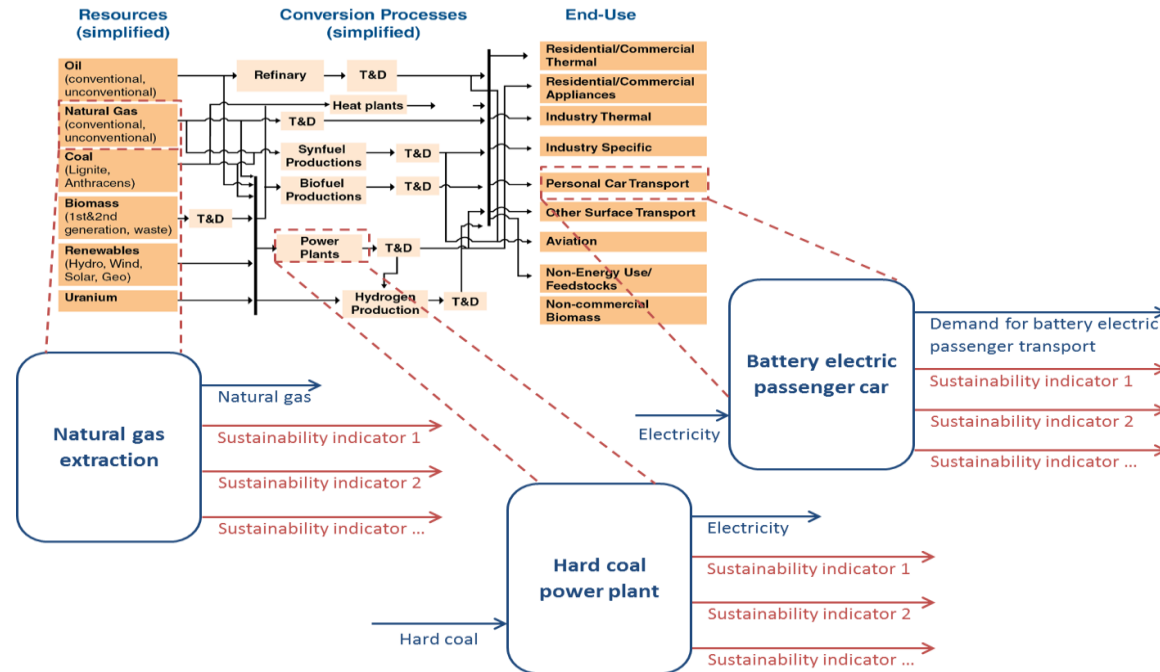 Resources
(simplified)
Conversion Processes
(simplified)
End-Use
Oil
(conventional,
unconventional)
Natural Gas
(conventional,
unconventional)
Coal
(Lignite,
Anthracens)
Biomass
(1st&2nd
generation, waste)
Renewables
(Hydro, Wind,
Solar, Geo)
Uranium
T&D
Refinary
T&D
Heat plants
T&D
Synfuel
Productions
T&D
Biofuel
Productions
T&D
Power
Plants
T&D
Hydrogen
Production
T&D
Residential/Commercial
Thermal
Residential/Commercial
Appliances
Industry Thermal
Industry Specific
Personal Car Transport
Other Surface Transport
Aviation
Non-Energy Use/
Feedstocks
Non-commercial
Biomass
Natural gas
extraction
Natural gas
Sustainability indicator 1
Sustainability indicator 2
Sustainability indicator ...
Electricity
Battery electric
passenger car
Demand for battery electric
passenger transport
Sustainability indicator 1
Sustainability indicator 2
Sustainability indicator ...
Hard coal
Hard coal
power plant
Electricity
Sustainability indicator 1
Sustainability indicator 2
Sustainability indicator ...